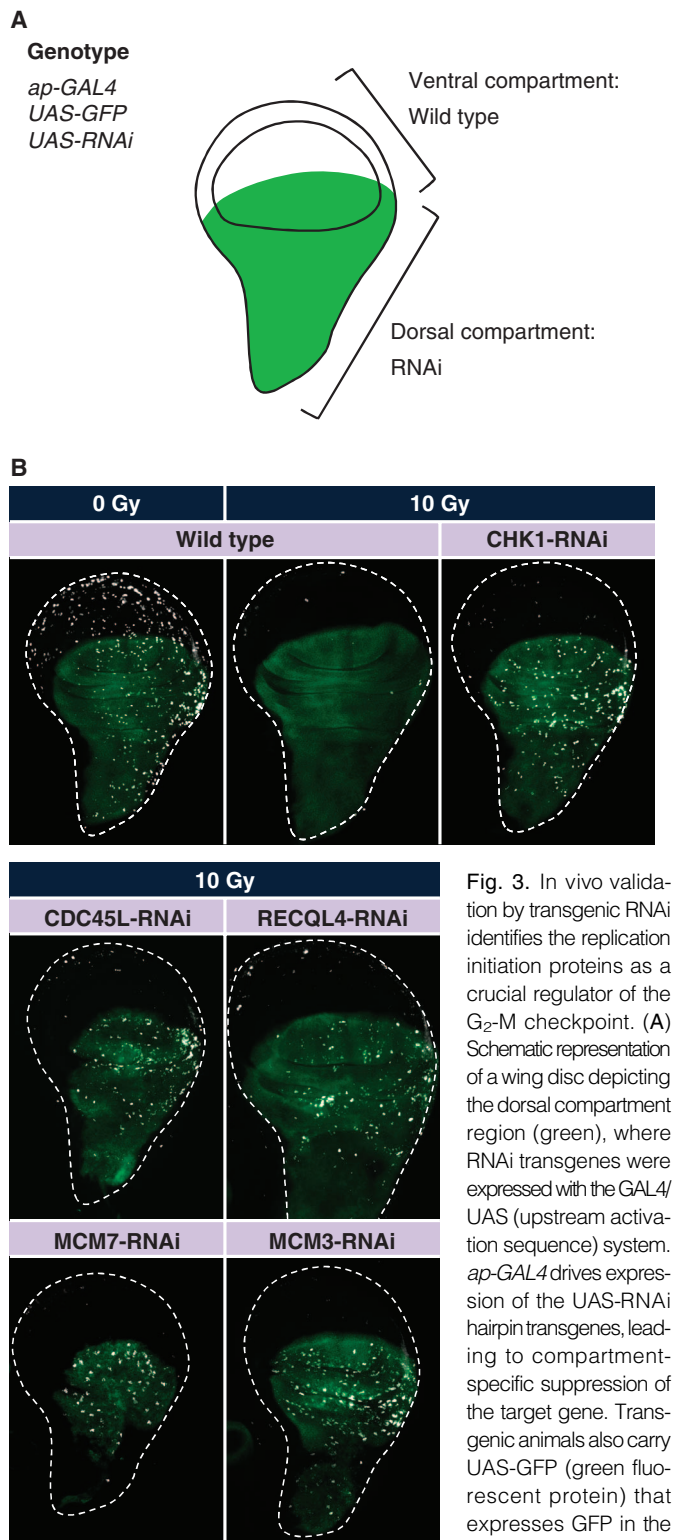 A
Genotype
ap-GAL4
UAS-GFP
UAS-RNAi
Ventral compartment:
Wild type
Dorsal compartment:
RNAi
B
0 Gy
10 Gy
Wild type
CHK1-RNAi
10 Gy
CDC45L-RNAi
RECQL4-RNAi
MCM7-RNAi
MCM3-RNAi
Fig. 3. In vivo valida-
tion by transgenic RNAi
identifies the replication
initiation proteins as a
crucial regulator of the
G₂-M checkpoint. (A)
Schematic representation
of a wing disc depicting
the dorsal compartment
region (green), where
RNAi transgenes were
expressed with the GAL4/
UAS (upstream activa-
tion sequence) system.
ap-GAL4 drives expres-
sion of the UAS-RNAi
hairpin transgenes, lead-
ing to compartment-
specific suppression of
the target gene. Trans-
genic animals also carry
UAS-GFP (green fluo-
rescent protein) that
expresses GFP in the